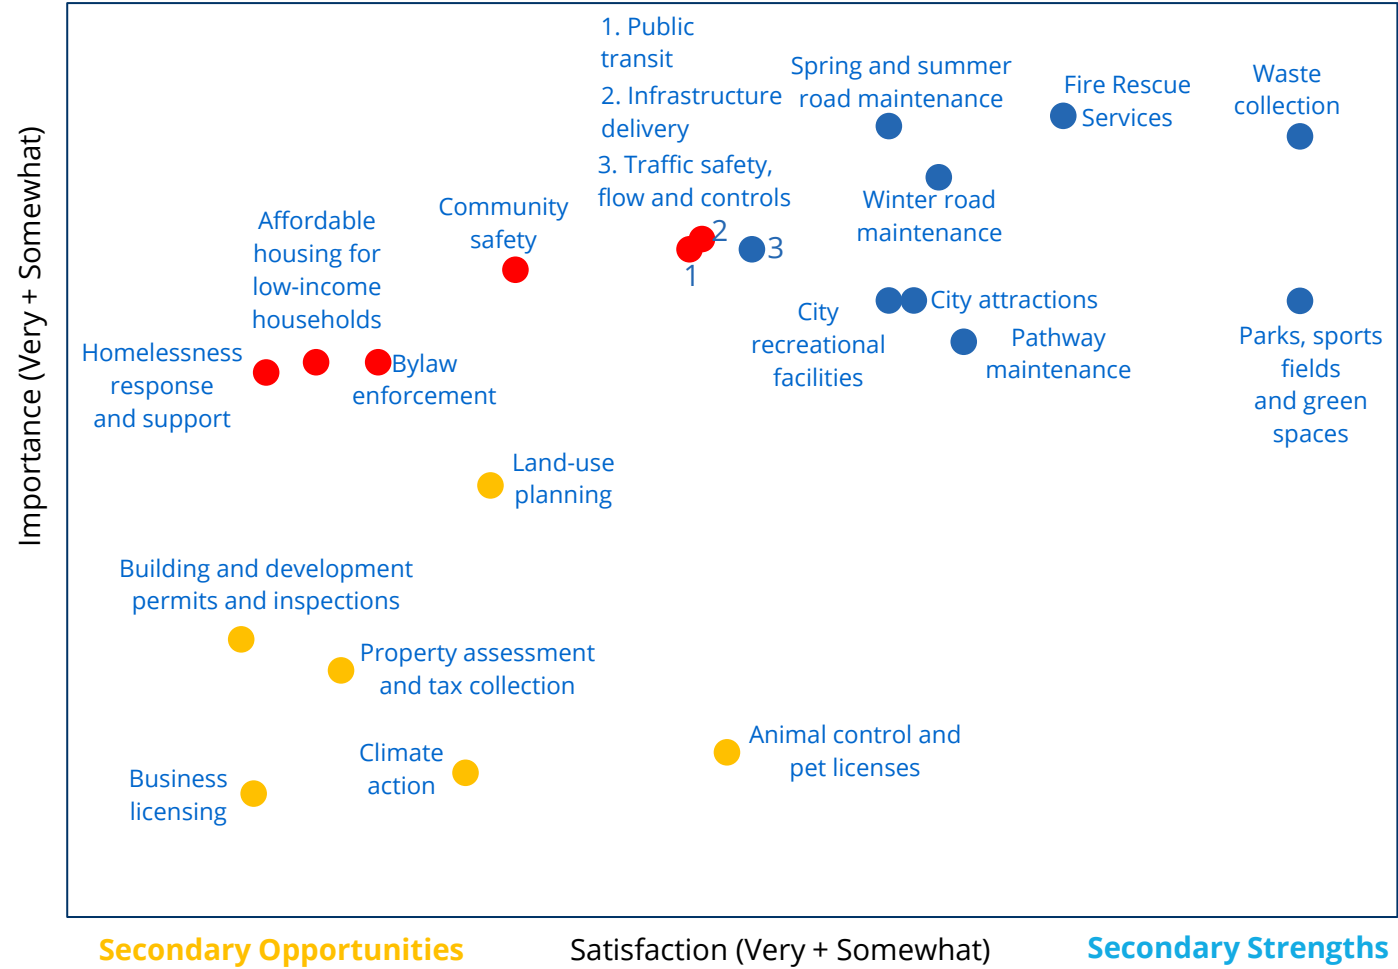 1. Public
transit
2. Infrastructure
delivery
3. Traffic safety,
flow and controls
Spring and summer
road maintenance
Fire Rescue
Services
Waste
collection
Winter road
maintenance
Community
safety
Affordable
housing for
low-income
households
2
3
1
City attractions
City
recreational
facilities
Pathway
maintenance
Parks, sports
fields
and green
spaces
Homelessness
response
and support
Bylaw
enforcement
Land-use
planning
Building and development
permits and inspections
Property assessment
and tax collection
Animal control and
pet licenses
Climate
action
Business
licensing
Importance (Very + Somewhat)
Secondary Opportunities
Satisfaction (Very + Somewhat)
Secondary Strengths